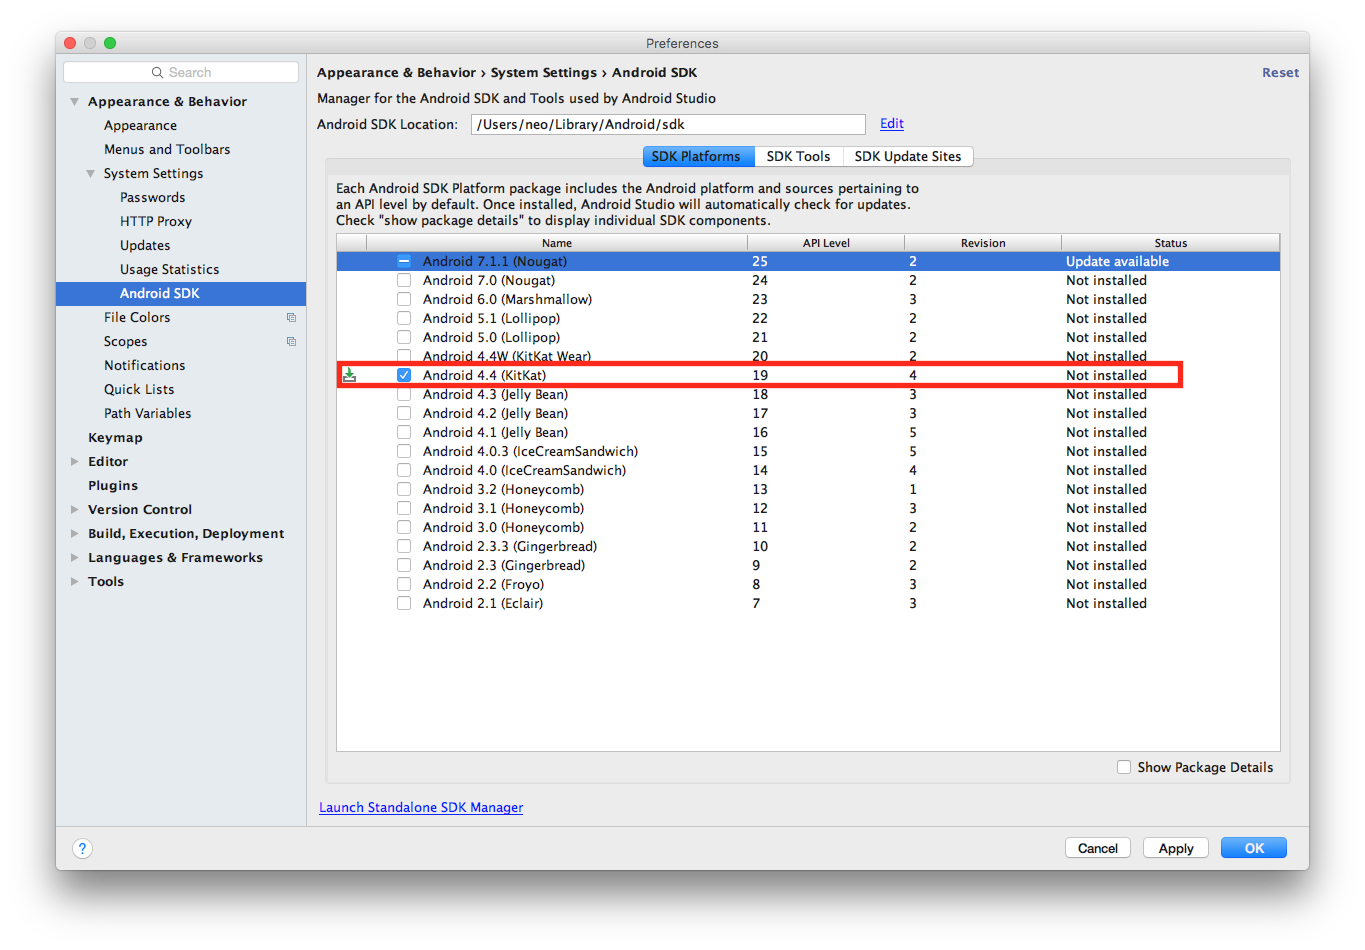 Preferences
Search
Appearance & Behavior
Appearance
Menus and Toolbars
System Settings
Passwords
HTTP Proxy
Updates
Usage Statistics
Android SDK
File Colors
Scopes
Notifications
Quick Lists
Path Variables
Keymap
Editor
Plugins
Version Control
Build, Execution, Deployment
Languages & Frameworks
Tools
Appearance & Behavior › System Settings › Android SDK
Reset
Manager for the Android SDK and Tools used by Android Studio
Android SDK Location: /Users/neo/Library/Android/sdk Edit
SDK Platforms SDK Tools SDK Update Sites
Each Android SDK Platform package includes the Android platform and sources pertaining to
an API level by default. Once installed, Android Studio will automatically check for updates.
Check "show package details" to display individual SDK components.
Name API Level Revision Status
Android 7.1.1 (Nougat) 25 2 Update available
Android 7.0 (Nougat) 24 2 Not installed
Android 6.0 (Marshmallow) 23 3 Not installed
Android 5.1 (Lollipop) 22 2 Not installed
Android 5.0 (Lollipop) 21 2 Not installed
Android 4.4W (KitKat Wear) 20 2 Not installed
Android 4.4 (KitKat) 19 4 Not installed
Android 4.3 (Jelly Bean) 18 3 Not installed
Android 4.2 (Jelly Bean) 17 3 Not installed
Android 4.1 (Jelly Bean) 16 5 Not installed
Android 4.0.3 (IceCreamSandwich) 15 5 Not installed
Android 4.0 (IceCreamSandwich) 14 4 Not installed
Android 3.2 (Honeycomb) 13 1 Not installed
Android 3.1 (Honeycomb) 12 3 Not installed
Android 3.0 (Honeycomb) 11 2 Not installed
Android 2.3.3 (Gingerbread) 10 2 Not installed
Android 2.3 (Gingerbread) 9 2 Not installed
Android 2.2 (Froyo) 8 3 Not installed
Android 2.1 (Eclair) 7 3 Not installed
Show Package Details
Launch Standalone SDK Manager
? Cancel Apply OK